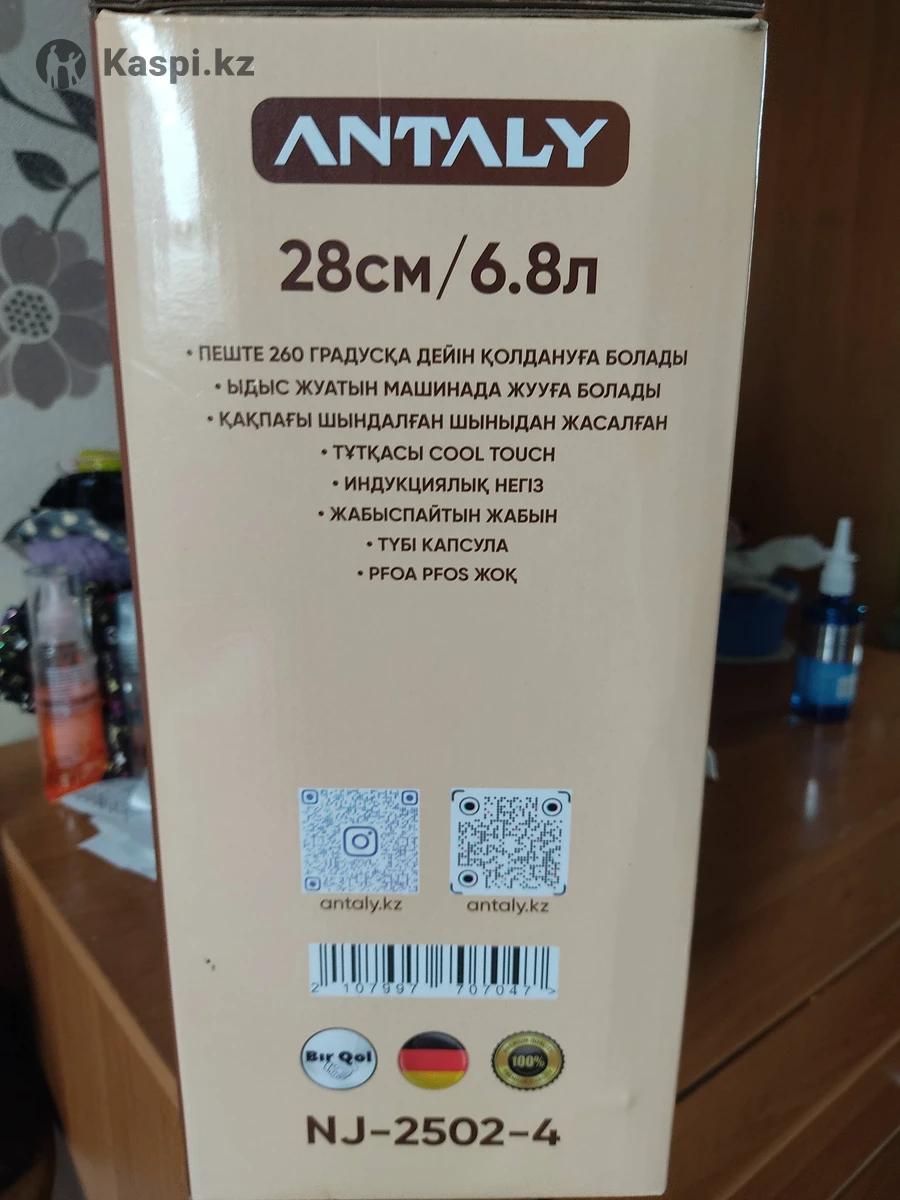 Kaspi.kz
ANTALY
28см/6.8л
• ПЕШТЕ 260 ГРАДУСҚА ДЕЙІН ҚОЛДАНУҒА БОЛАДЫ
• ЫДЫС ЖУАТЫН МАШИНАДА ЖУУҒА БОЛАДЫ
• ҚАҚПАҒЫ ШЫНДАЛҒАН ШЫНЫДАН ЖАСАЛҒАН
• ТҰТҚАСЫ COOL TOUCH
• ИНДУКЦИЯЛЫҚ НЕГІЗ
• ЖАБЫСПАЙТЫН ЖАБЫН
• ТҮБІ КАПСУЛА
• PFOA PFOS ЖОҚ
antaly.kz antaly.kz
2 107997 707047 >
Bır Qol 100%
NJ-2502-4